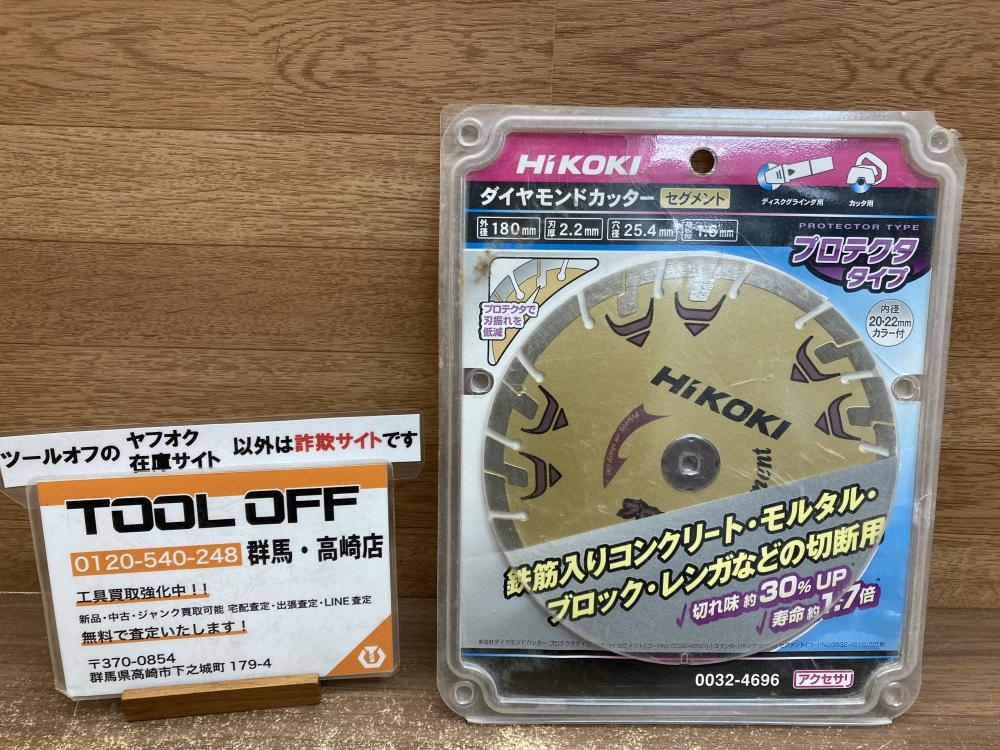 ツールオフの ヤフオク 在庫サイト 以外は詐欺サイトです
TOOL OFF
0120-540-248 群馬・高崎店
工具買取強化中!!
新品・中古・ジャンク買取可能 宅配査定・出張査定・LINE査定
無料で査定いたします!
〒370-0854
群馬県高崎市下之城町 179-4
HiKOKI
ダイヤモンドカッター セグメント
ディスクグラインダ用 カッタ用
外径 180mm 刃厚 2.2mm 穴径 25.4mm 1.6mm
PROTECTOR TYPE
プロテクタ
タイプ
プロテクタで
刃振れを
低減
内径
20・22mm
カラー付
HiKOKI
Priority on sharp cut
鉄筋入りコンクリート・モルタル・
ブロック・レンガなどの切断用
切れ味 約30% UP
寿命 約1.7倍
0032-4696 アクセサリ